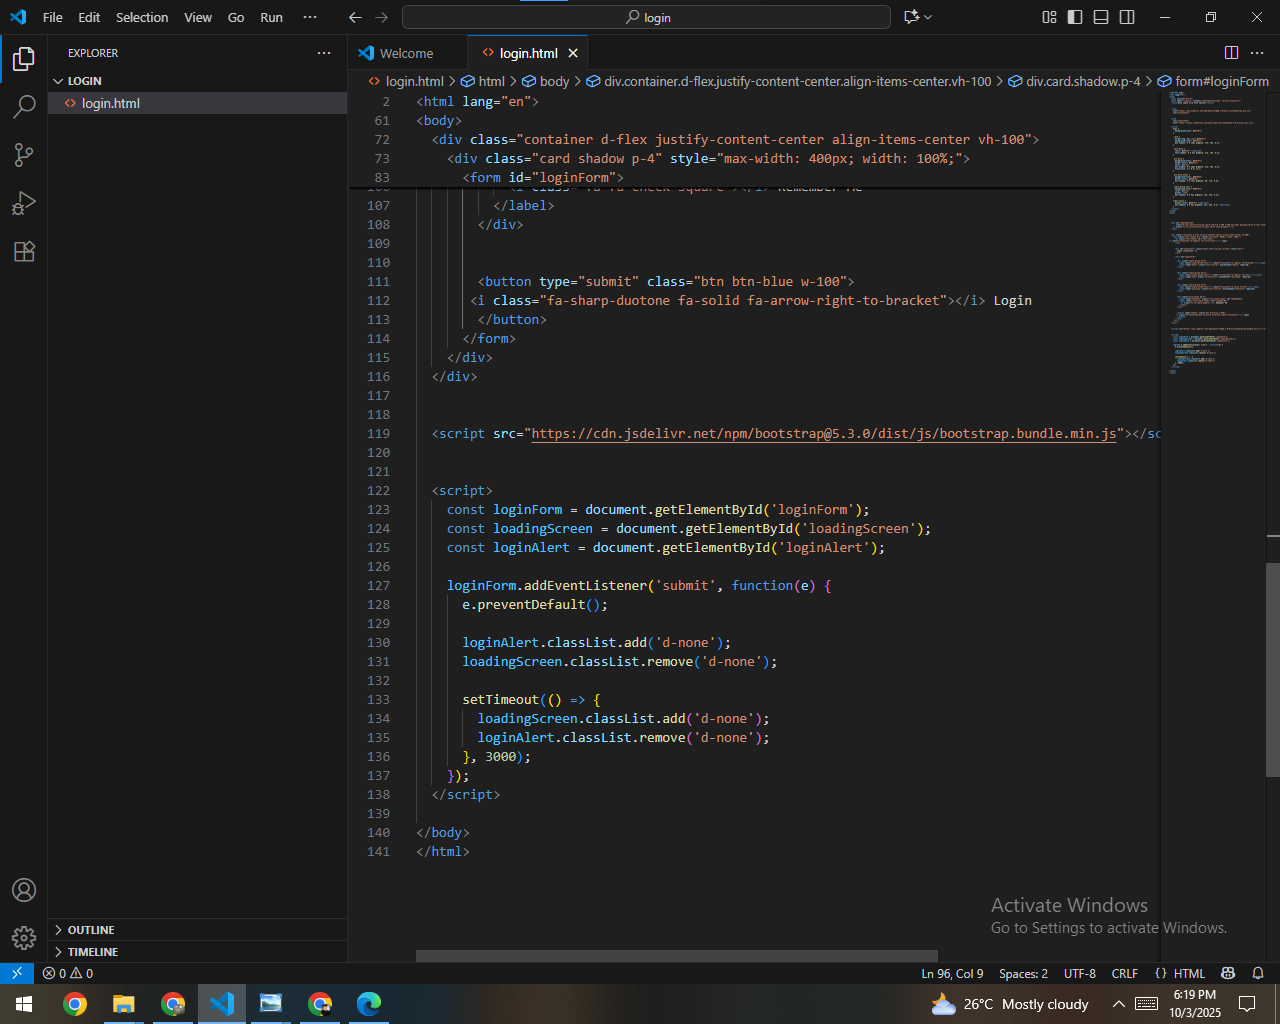 File Edit Selection View Go Run ··· login
EXPLORER ···
LOGIN
login.html
Welcome login.html
login.html > html > body > div.container.d-flex.justify-content-center.align-items-center.vh-100 > div.card.shadow.p-4 > form#loginForm
2 <html lang="en">
61 <body>
72 <div class="container d-flex justify-content-center align-items-center vh-100">
73 <div class="card shadow p-4" style="max-width: 400px; width: 100%;">
83 <form id="loginForm">
107 </label>
108 </div>
109
110
111 <button type="submit" class="btn btn-blue w-100">
112 <i class="fa-sharp-duotone fa-solid fa-arrow-right-to-bracket"></i> Login
113 </button>
114 </form>
115 </div>
116 </div>
117
118
119 <script src="https://cdn.jsdelivr.net/npm/bootstrap@5.3.0/dist/js/bootstrap.bundle.min.js"></sc
120
121
122 <script>
123 const loginForm = document.getElementById('loginForm');
124 const loadingScreen = document.getElementById('loadingScreen');
125 const loginAlert = document.getElementById('loginAlert');
126
127 loginForm.addEventListener('submit', function(e) {
128 e.preventDefault();
129
130 loginAlert.classList.add('d-none');
131 loadingScreen.classList.remove('d-none');
132
133 setTimeout(() => {
134 loadingScreen.classList.add('d-none');
135 loginAlert.classList.remove('d-none');
136 }, 3000);
137 });
138 </script>
139
140 </body>
141 </html>
Activate Windows
Go to Settings to activate Windows.
OUTLINE
TIMELINE
0 0 Ln 96, Col 9 Spaces: 2 UTF-8 CRLF {} HTML
26°C Mostly cloudy 6:19 PM
10/3/2025